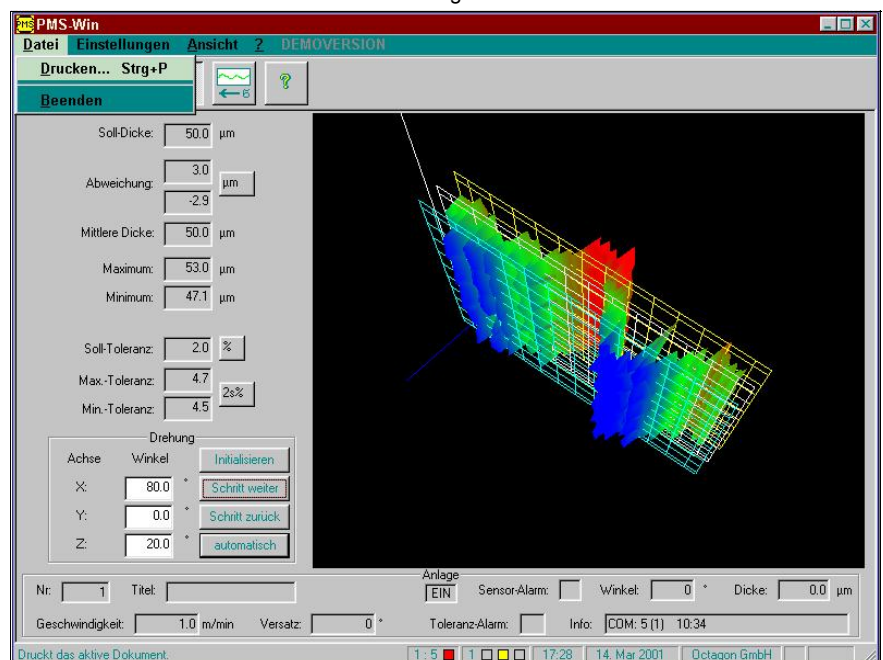 PMS PMS-Win
Datei Einstellungen Ansicht ? DEMOVERSION
Drucken... Strg+P
Beenden
6 ?
Soll-Dicke: 50.0 µm
Abweichung: 3.0 µm
-2.9
Mittlere Dicke: 50.0 µm
Maximum: 53.0 µm
Minimum: 47.1 µm
Soll-Toleranz: 2.0 %
Max.-Toleranz: 4.7 2s%
Min.-Toleranz: 4.5
Drehung
Achse Winkel Initialisieren
X: 80.0 ° Schritt weiter
Y: 0.0 ° Schritt zurück
Z: 20.0 ° automatisch
Anlage
Nr: 1 Titel: EIN Sensor-Alarm: Winkel: 0 ° Dicke: 0.0 µm
Geschwindigkeit: 1.0 m/min Versatz: 0 ° Toleranz-Alarm: Info: COM: 5 (1) 10:34
Druckt das aktive Dokument. 1 : 5 1 17:28 14. Mar 2001 Octagon GmbH